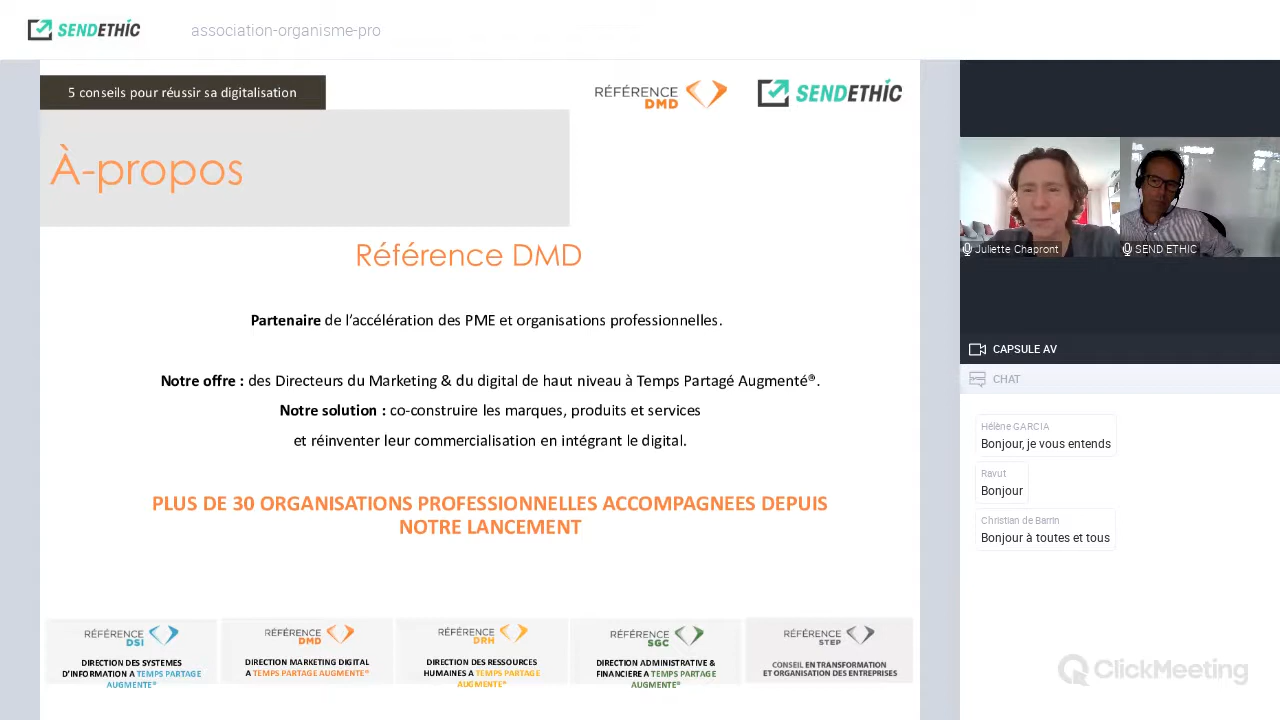 SENDETHIC
association-organisme-pro
5 conseils pour réussir sa digitalisation
RÉFÉRENCE
DMD
SENDETHIC
À-propos
Référence DMD
Partenaire de l'accélération des PME et organisations professionnelles.
Notre offre : des Directeurs du Marketing & du digital de haut niveau à Temps Partagé Augmenté®.
Notre solution : co-construire les marques, produits et services
et réinventer leur commercialisation en intégrant le digital.
PLUS DE 30 ORGANISATIONS PROFESSIONNELLES ACCOMPAGNEES DEPUIS
NOTRE LANCEMENT
RÉFÉRENCE
DSI
DIRECTION DES SYSTEMES
D'INFORMATION A TEMPS PARTAGE
AUGMENTE®
RÉFÉRENCE
DMD
DIRECTION MARKETING DIGITAL
A TEMPS PARTAGE AUGMENTE®
RÉFÉRENCE
DRH
DIRECTION DES RESSOURCES
HUMAINES A TEMPS PARTAGE
AUGMENTE®
RÉFÉRENCE
SGC
DIRECTION ADMINISTRATIVE &
FINANCIERE A TEMPS PARTAGE
AUGMENTE®
RÉFÉRENCE
STEP
CONSEIL EN TRANSFORMATION
ET ORGANISATION DES ENTREPRISES
Juliette Chapront
SEND ETHIC
CAPSULE AV
CHAT
Hélène GARCIA
Bonjour, je vous entends
Ravut
Bonjour
Christian de Barrin
Bonjour à toutes et tous
ClickMeeting